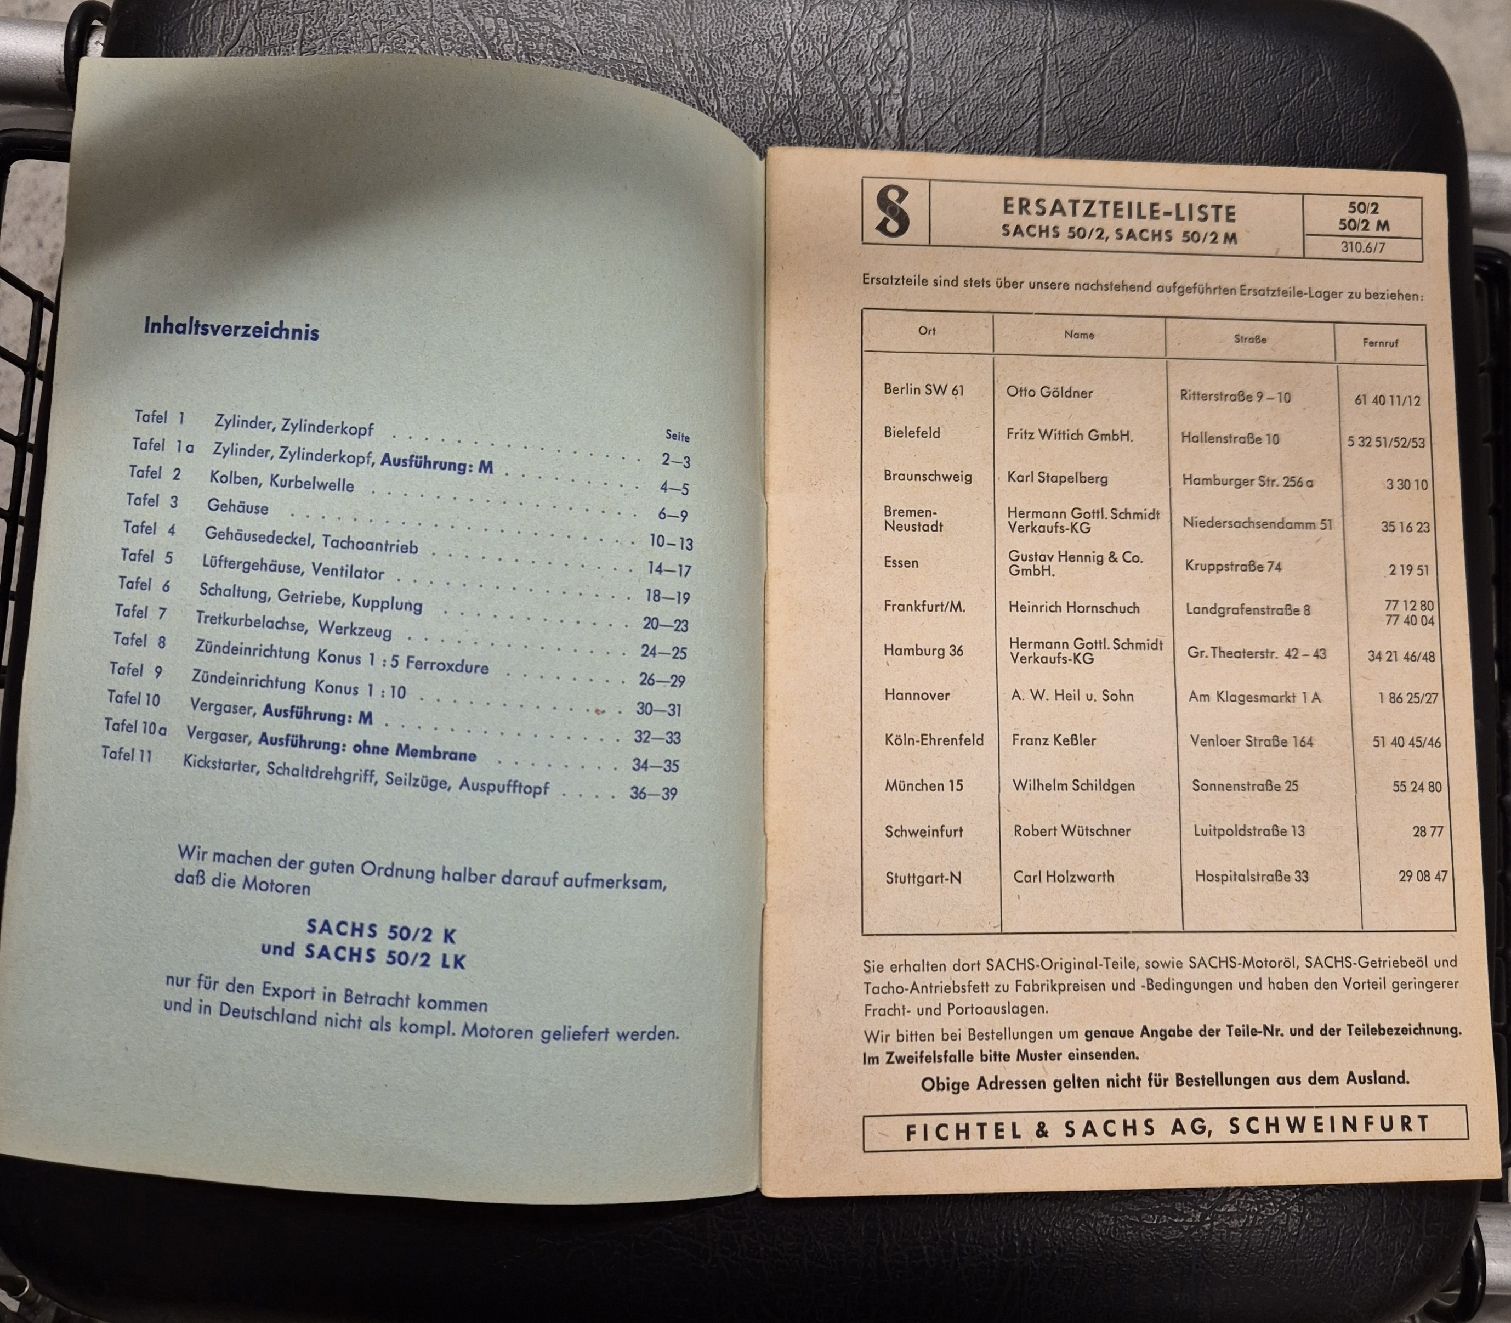 Inhaltsverzeichnis
Seite
Tafel 1 Zylinder, Zylinderkopf . . . . . . . . . . . . . . . . 2—3
Tafel 1a Zylinder, Zylinderkopf, Ausführung: M . . . . . . . . 4—5
Tafel 2 Kolben, Kurbelwelle . . . . . . . . . . . . . . . . . 6—9
Tafel 3 Gehäuse . . . . . . . . . . . . . . . . . . . . . 10—13
Tafel 4 Gehäusedeckel, Tachoantrieb . . . . . . . . . . . . 14—17
Tafel 5 Lüftergehäuse, Ventilator . . . . . . . . . . . . . . 18—19
Tafel 6 Schaltung, Getriebe, Kupplung . . . . . . . . . . . 20—23
Tafel 7 Tretkurbelachse, Werkzeug . . . . . . . . . . . . . 24—25
Tafel 8 Zündeinrichtung Konus 1 : 5 Ferroxdure . . . . . . . . 26—29
Tafel 9 Zündeinrichtung Konus 1 : 10 . . . . . . . . . . . . 30—31
Tafel 10 Vergaser, Ausführung: M . . . . . . . . . . . . . . 32—33
Tafel 10a Vergaser, Ausführung: ohne Membrane . . . . . . . . 34—35
Tafel 11 Kickstarter, Schaltdrehgriff, Seilzüge, Auspufftopf . . . . 36—39
Wir machen der guten Ordnung halber darauf aufmerksam,
daß die Motoren
SACHS 50/2 K
und SACHS 50/2 LK
nur für den Export in Betracht kommen
und in Deutschland nicht als kompl. Motoren geliefert werden.
S ERSATZTEILE-LISTE 50/2
SACHS 50/2, SACHS 50/2 M 50/2 M
310.6/7
Ersatzteile sind stets über unsere nachstehend aufgeführten Ersatzteile-Lager zu beziehen:
Ort Name Straße Fernruf
Berlin SW 61 Otto Göldner Ritterstraße 9 – 10 61 40 11/12
Bielefeld Fritz Wittich GmbH. Hallenstraße 10 5 32 51/52/53
Braunschweig Karl Stapelberg Hamburger Str. 256 a 3 30 10
Bremen- Hermann Gottl. Schmidt
Neustadt Verkaufs-KG Niedersachsendamm 51 35 16 23
Essen Gustav Hennig & Co.
GmbH. Kruppstraße 74 2 19 51
Frankfurt/M. Heinrich Hornschuch Landgrafenstraße 8 77 12 80
77 40 04
Hamburg 36 Hermann Gottl. Schmidt
Verkaufs-KG Gr. Theaterstr. 42 – 43 34 21 46/48
Hannover A. W. Heil u. Sohn Am Klagesmarkt 1 A 1 86 25/27
Köln-Ehrenfeld Franz Keßler Venloer Straße 164 51 40 45/46
München 15 Wilhelm Schildgen Sonnenstraße 25 55 24 80
Schweinfurt Robert Wütschner Luitpoldstraße 13 28 77
Stuttgart-N Carl Holzwarth Hospitalstraße 33 29 08 47
Sie erhalten dort SACHS-Original-Teile, sowie SACHS-Motoröl, SACHS-Getriebeöl und
Tacho-Antriebsfett zu Fabrikpreisen und -Bedingungen und haben den Vorteil geringerer
Fracht- und Portoauslagen.
Wir bitten bei Bestellungen um genaue Angabe der Teile-Nr. und der Teilebezeichnung.
Im Zweifelsfalle bitte Muster einsenden.
Obige Adressen gelten nicht für Bestellungen aus dem Ausland.
FICHTEL & SACHS AG, SCHWEINFURT